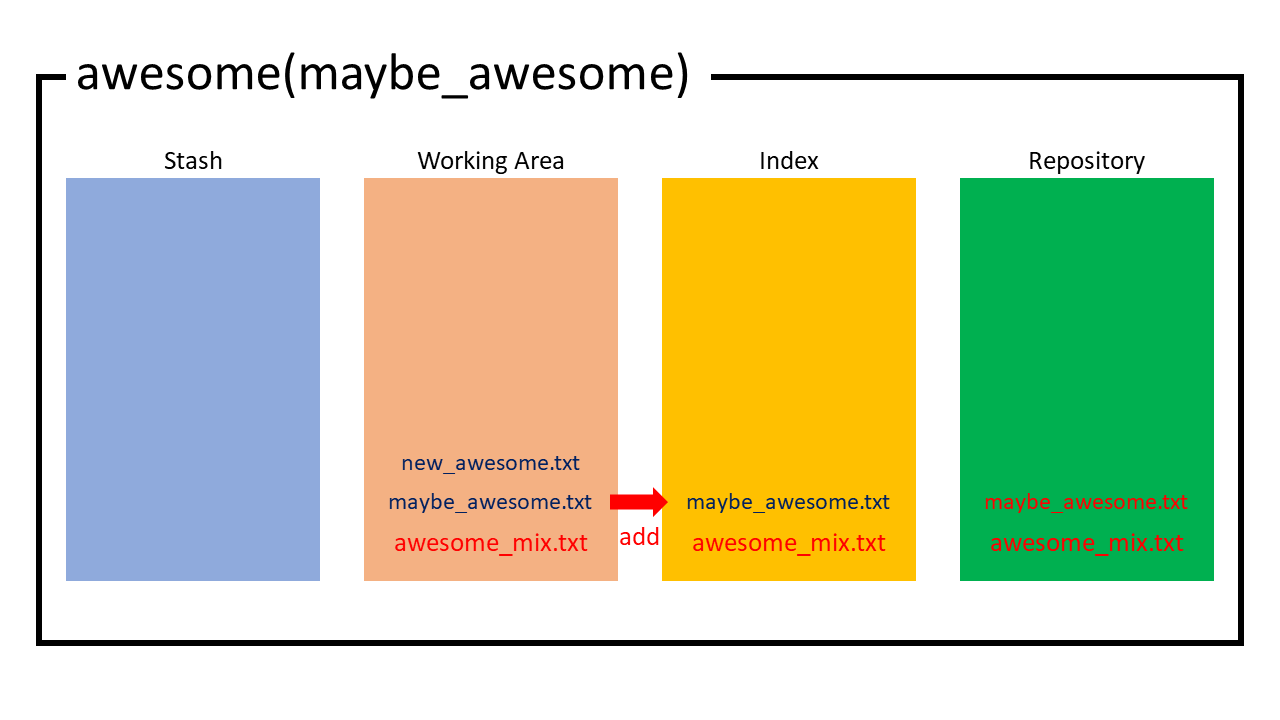 awesome(maybe_awesome)
Stash
Working Area
Index
Repository
new_awesome.txt
maybe_awesome.txt
awesome_mix.txt
add
maybe_awesome.txt
awesome_mix.txt
maybe_awesome.txt
awesome_mix.txt